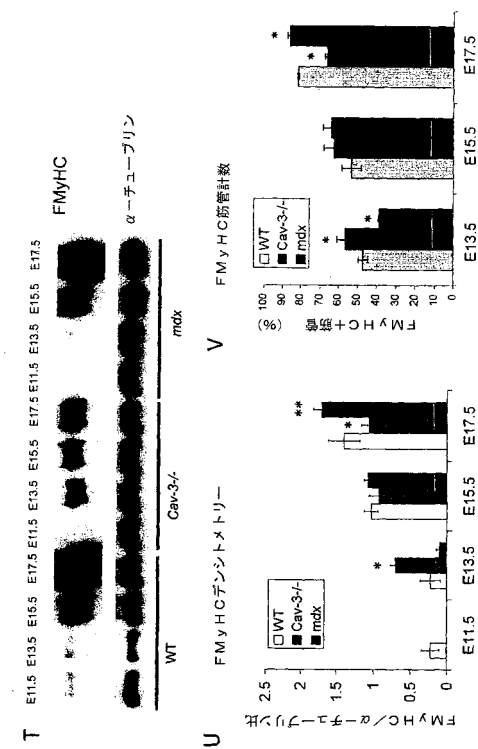 T
E11.5 E13.5 E15.5 E17.5 E11.5 E13.5 E15.5 E17.5 E11.5 E13.5 E15.5 E17.5
FMyHC
α-チューブリン
WT
Cav-3-/-
mdx
U
FMyHCデンシトメトリー
FMyHC/α-チューブリン比
2.5
2
1.5
1
0.5
0
WT
Cav-3-/-
mdx
*
*
**
E11.5
E13.5
E15.5
E17.5
V
FMyHC筋管計数
FMyHC+筋管 (%)
100
90
80
70
60
50
40
30
20
10
0
WT
Cav-3-/-
mdx
*
*
*
*
E13.5
E15.5
E17.5